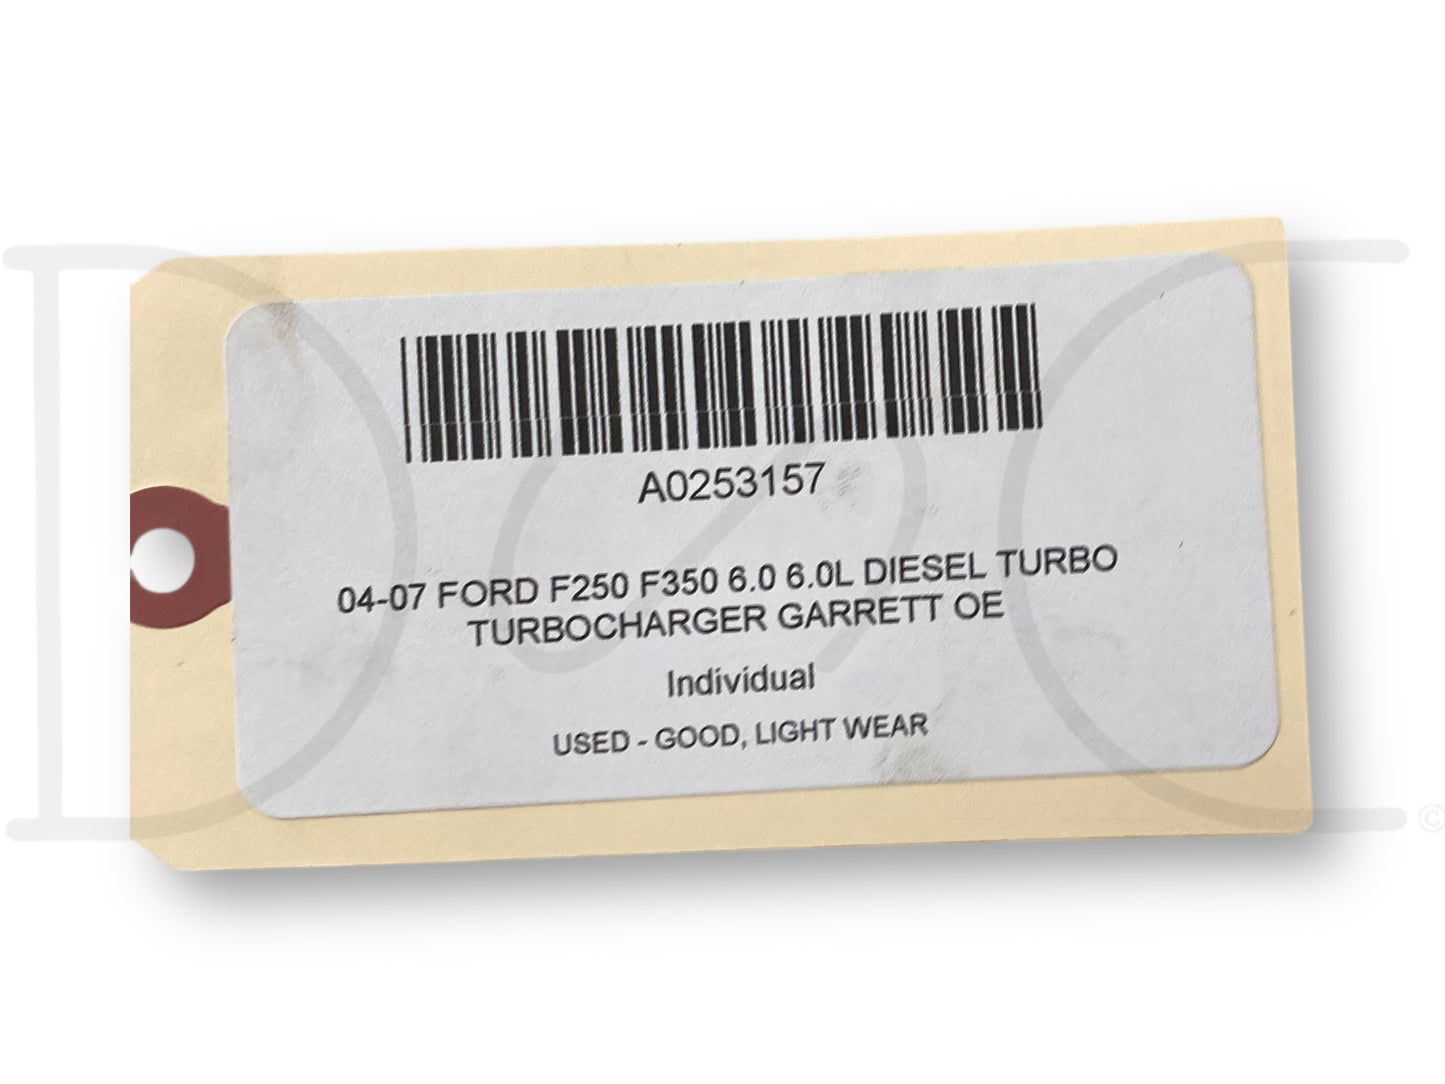 A0253157
04-07 FORD F250 F350 6.0 6.0L DIESEL TURBO
TURBOCHARGER GARRETT OE
Individual
USED - GOOD, LIGHT WEAR
©